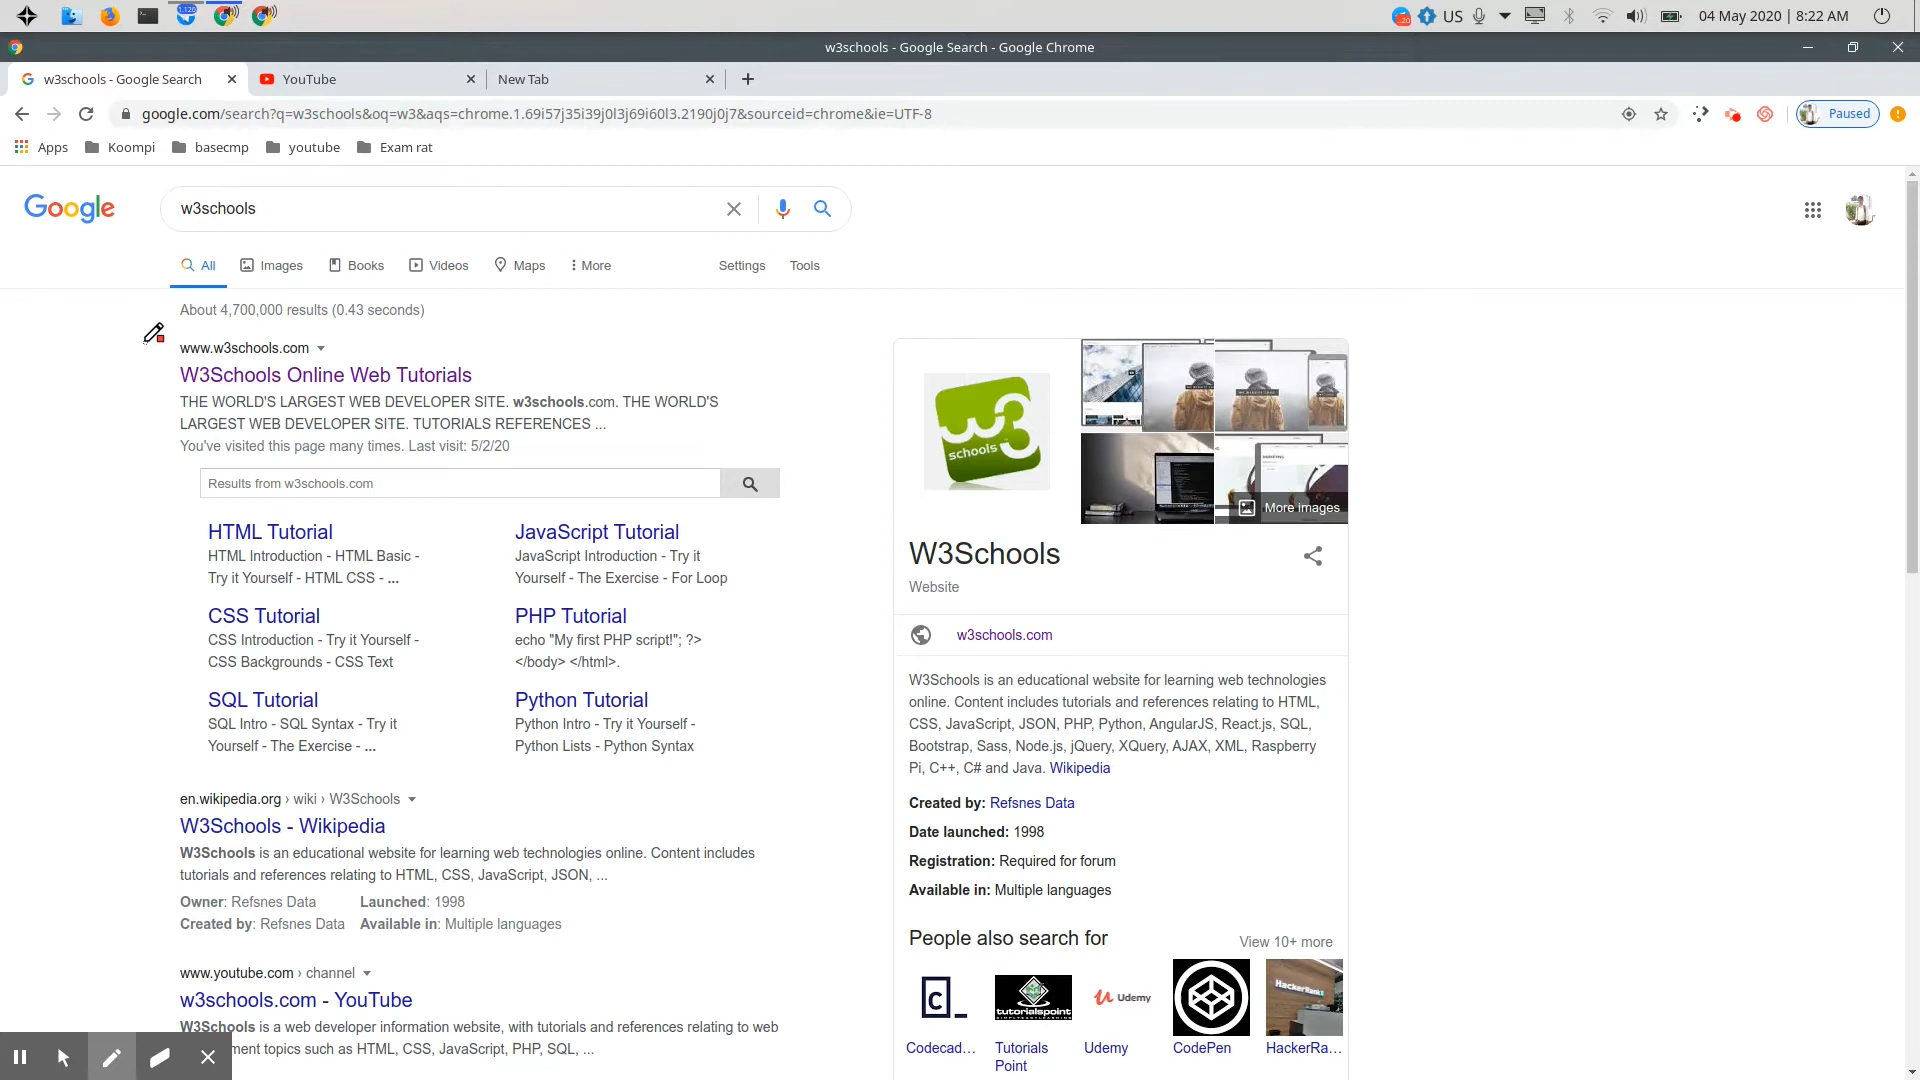 1,120
20
US
04 May 2020 | 8:22 AM
w3schools - Google Search - Google Chrome
w3schools - Google Search
YouTube
New Tab
google.com/search?q=w3schools&oq=w3&aqs=chrome.1.69i57j35i39j0l3j69i60l3.2190j0j7&sourceid=chrome&ie=UTF-8
Paused
Apps
Koompi
basecmp
youtube
Exam rat
Google
w3schools
All
Images
Books
Videos
Maps
More
Settings
Tools
About 4,700,000 results (0.43 seconds)
www.w3schools.com
W3Schools Online Web Tutorials
THE WORLD'S LARGEST WEB DEVELOPER SITE. w3schools.com. THE WORLD'S
LARGEST WEB DEVELOPER SITE. TUTORIALS REFERENCES ...
You've visited this page many times. Last visit: 5/2/20
Results from w3schools.com
HTML Tutorial
HTML Introduction - HTML Basic -
Try it Yourself - HTML CSS - ...
JavaScript Tutorial
JavaScript Introduction - Try it
Yourself - The Exercise - For Loop
CSS Tutorial
CSS Introduction - Try it Yourself -
CSS Backgrounds - CSS Text
PHP Tutorial
echo "My first PHP script!"; ?>
</body> </html>.
SQL Tutorial
SQL Intro - SQL Syntax - Try it
Yourself - The Exercise - ...
Python Tutorial
Python Intro - Try it Yourself -
Python Lists - Python Syntax
en.wikipedia.org › wiki › W3Schools
W3Schools - Wikipedia
W3Schools is an educational website for learning web technologies online. Content includes
tutorials and references relating to HTML, CSS, JavaScript, JSON, ...
Owner: Refsnes Data
Launched: 1998
Created by: Refsnes Data
Available in: Multiple languages
www.youtube.com › channel
w3schools.com - YouTube
W3Schools is a web developer information website, with tutorials and references relating to web
ment topics such as HTML, CSS, JavaScript, PHP, SQL, ...
w3
schools
More images
W3Schools
Website
w3schools.com
W3Schools is an educational website for learning web technologies
online. Content includes tutorials and references relating to HTML,
CSS, JavaScript, JSON, PHP, Python, AngularJS, React.js, SQL,
Bootstrap, Sass, Node.js, jQuery, XQuery, AJAX, XML, Raspberry
Pi, C++, C# and Java. Wikipedia
Created by: Refsnes Data
Date launched: 1998
Registration: Required for forum
Available in: Multiple languages
People also search for
View 10+ more
tutorialspoint
Udemy
HackerRank
Codecad...
Tutorials
Point
Udemy
CodePen
HackerRa...